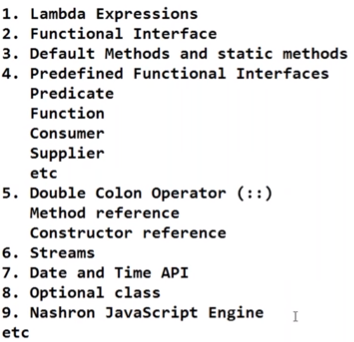 1. Lambda Expressions
2. Functional Interface
3. Default Methods and static methods
4. Predefined Functional Interfaces
Predicate
Function
Consumer
Supplier
etc
5. Double Colon Operator (::)
Method reference
Constructor reference
6. Streams
7. Date and Time API
8. Optional class
9. Nashron JavaScript Engine
etc